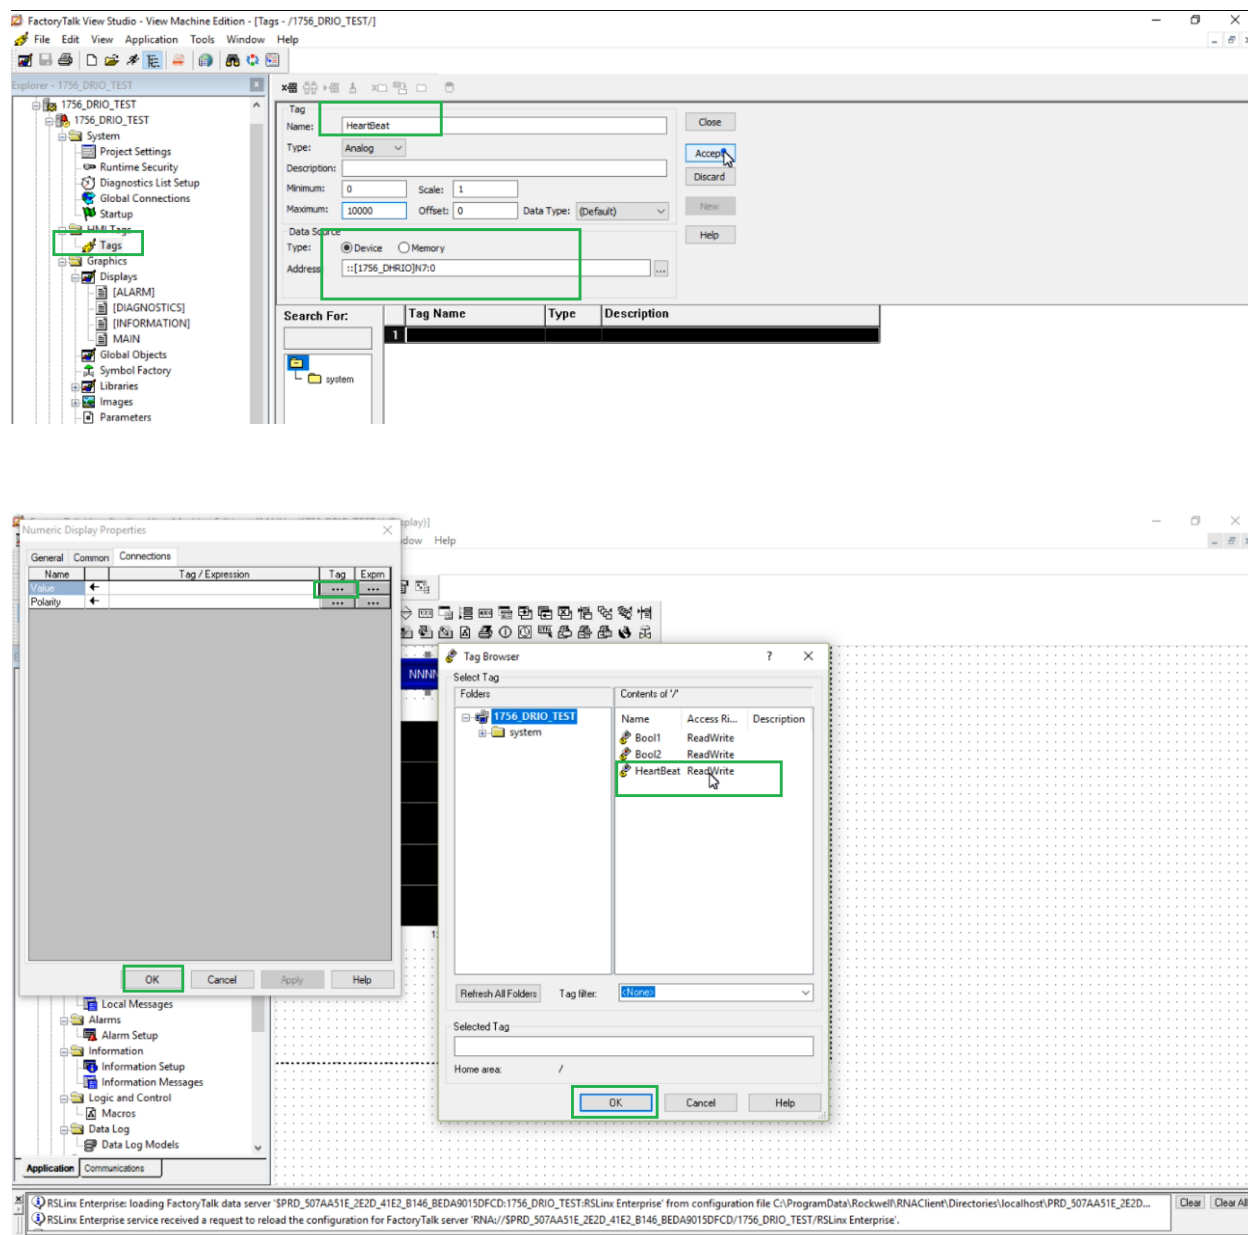 FactoryTalk View Studio - View Machine Edition - [Tags - /1756_DRIO_TEST/]
File Edit View Application Tools Window Help
Explorer - 1756_DRIO_TEST
1756_DRIO_TEST
1756_DRIO_TEST
System
Project Settings
Runtime Security
Diagnostics List Setup
Global Connections
Startup
HMI Tags
Tags
Graphics
Displays
[ALARM]
[DIAGNOSTICS]
[INFORMATION]
MAIN
Global Objects
Symbol Factory
Libraries
Images
Parameters
Tag
Name: HeartBeat
Close
Type: Analog
Accept
Description:
Discard
Minimum: 0 Scale: 1
Maximum: 10000 Offset: 0 Data Type: (Default)
New
Data Source
Help
Type: Device Memory
Address: ::[1756_DHRIO]N7:0 ...
Search For: Tag Name Type Description
1
system
Numeric Display Properties
splay)]
dow Help
General Common Connections
Name Tag / Expression Tag Exprn
Value ... ...
Polarity ... ...
NNNN
1:
OK Cancel Apply Help
Tag Browser ?
Select Tag
Folders Contents of '/'
1756_DRIO_TEST
system
Name Access Ri... Description
Bool1 ReadWrite
Bool2 ReadWrite
HeartBeat ReadWrite
Refresh All Folders Tag filter: <None>
Selected Tag
Home area: /
OK Cancel Help
Local Messages
Alarms
Alarm Setup
Information
Information Setup
Information Messages
Logic and Control
Macros
Data Log
Data Log Models
Application Communications
RSLinx Enterprise: loading FactoryTalk data server '$PRD_507AA51E_2E2D_41E2_B146_BEDA9015DFCD:1756_DRIO_TEST:RSLinx Enterprise' from configuration file C:\ProgramData\Rockwell\RNAClient\Directories\localhost\PRD_507AA51E_2E2D...
Clear Clear All
RSLinx Enterprise service received a request to reload the configuration for FactoryTalk server 'RNA://$PRD_507AA51E_2E2D_41E2_B146_BEDA9015DFCD/1756_DRIO_TEST/RSLinx Enterprise'.